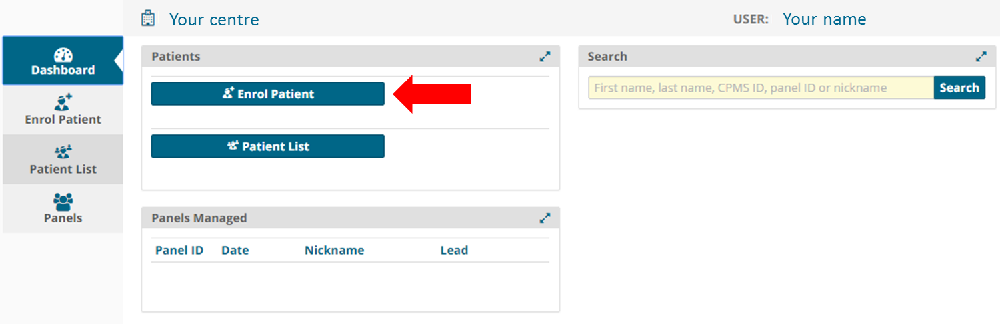 Your centre
USER: Your name
Dashboard
Enrol Patient
Patient List
Panels
Patients
Enrol Patient
Patient List
Panels Managed
Panel ID Date Nickname Lead
Search
First name, last name, CPMS ID, panel ID or nickname Search